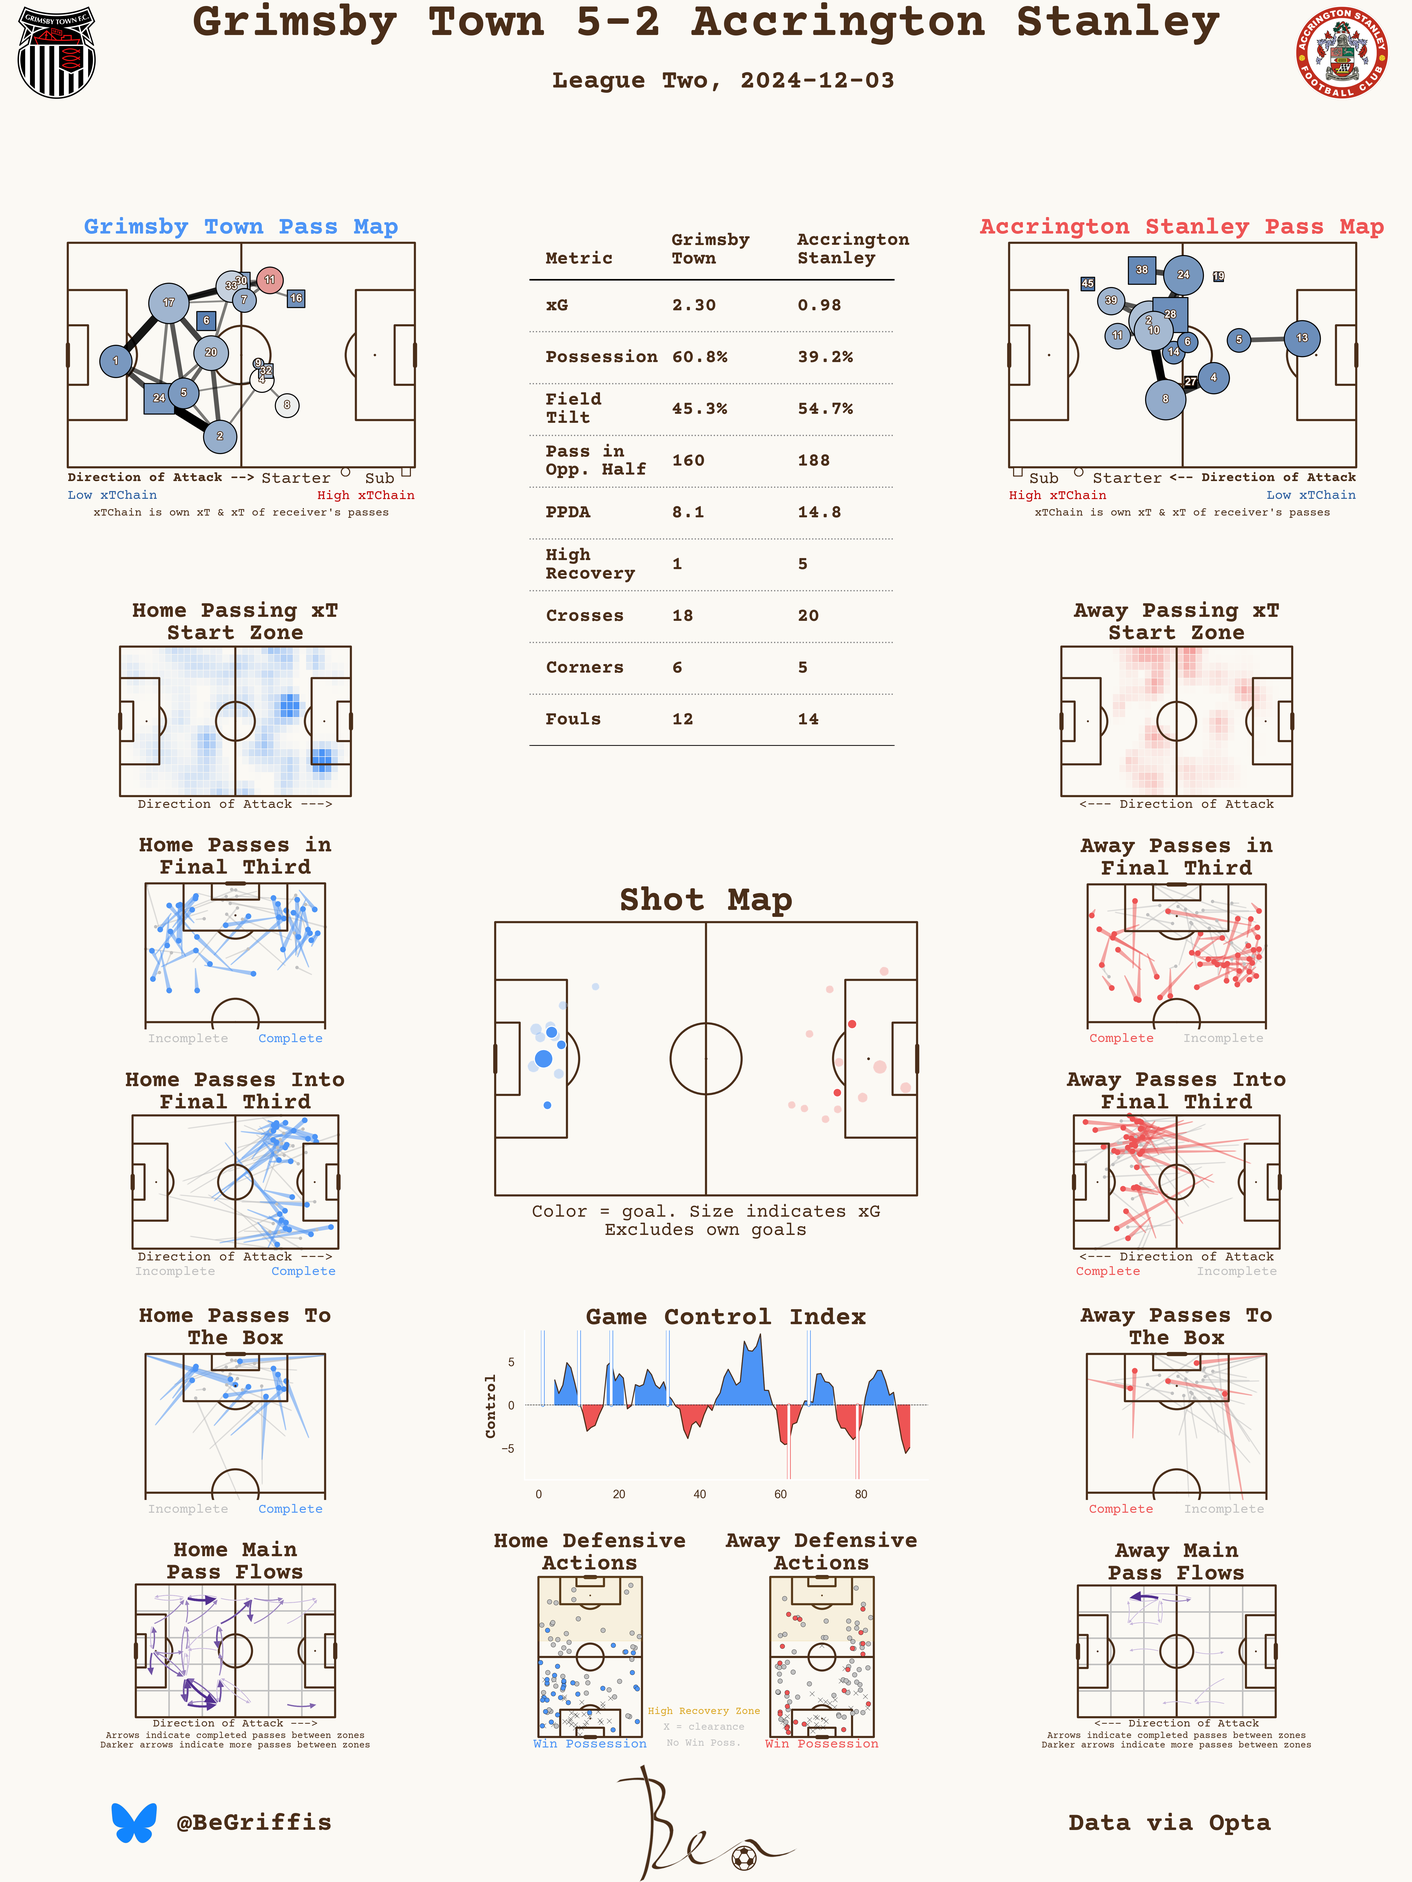 Grimsby Town 5-2 Accrington Stanley
League Two, 2024-12-03
GRIMSBY TOWN F.C.
ACCRINGTON STANLEY
FOOTBALL CLUB
Grimsby Town Pass Map
17
33
30
11
7
16
6
20
1
9
32
4
24
5
8
2
Direction of Attack --> Starter Sub
Low xTChain High xTChain
xTChain is own xT & xT of receiver's passes
Metric Grimsby Town Accrington Stanley
xG 2.30 0.98
Possession 60.8% 39.2%
Field Tilt 45.3% 54.7%
Pass in Opp. Half 160 188
PPDA 8.1 14.8
High Recovery 1 5
Crosses 18 20
Corners 6 5
Fouls 12 14
Accrington Stanley Pass Map
38
24
19
45
39
2
28
10
11
14
6
5
13
27
4
8
Sub Starter <-- Direction of Attack
High xTChain Low xTChain
xTChain is own xT & xT of receiver's passes
Home Passing xT
Start Zone
Direction of Attack --->
Away Passing xT
Start Zone
<--- Direction of Attack
Home Passes in
Final Third
Incomplete Complete
Away Passes in
Final Third
Complete Incomplete
Shot Map
Color = goal. Size indicates xG
Excludes own goals
Home Passes Into
Final Third
Direction of Attack --->
Incomplete Complete
Away Passes Into
Final Third
<--- Direction of Attack
Complete Incomplete
Home Passes To
The Box
Incomplete Complete
Game Control Index
Control
5
0
−5
0 20 40 60 80
Away Passes To
The Box
Complete Incomplete
Home Main
Pass Flows
Direction of Attack --->
Arrows indicate completed passes between zones
Darker arrows indicate more passes between zones
Home Defensive
Actions
Win Possession
High Recovery Zone
X = clearance
No Win Poss.
Away Defensive
Actions
Win Possession
Away Main
Pass Flows
<--- Direction of Attack
Arrows indicate completed passes between zones
Darker arrows indicate more passes between zones
@BeGriffis
Ben
Data via Opta